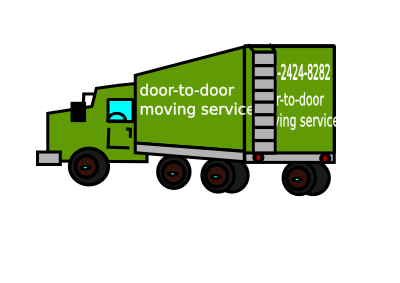 door-to-door
moving service
-2424-8282
r-to-door
ving service